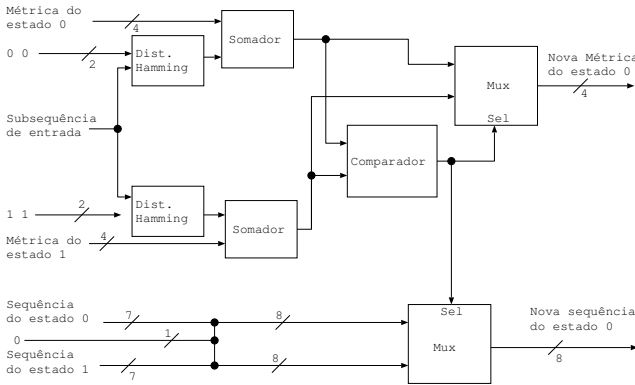 Métrica do
estado 0
4
Somador
0 0
2
Dist.
Hamming
Mux
Sel
Nova Métrica
do estado 0
4
Subsequência
de entrada
Comparador
1 1
2
Dist.
Hamming
Somador
Métrica do
estado 1
4
Sequência
do estado 0
7
8
0
1
Sequência
do estado 1
7
8
Sel
Mux
Nova sequência
do estado 0
8